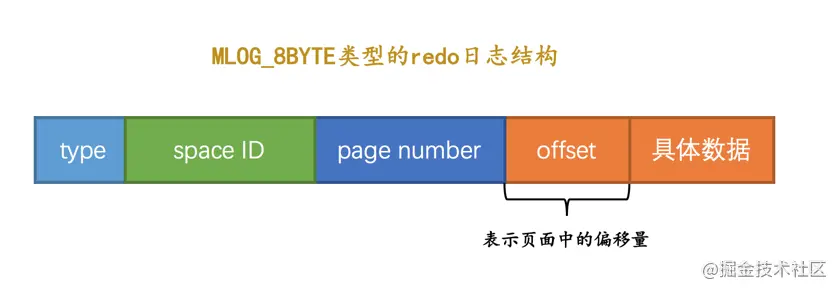 MLOG_8BYTE类型的redo日志结构
type space ID page number offset 具体数据
表示页面中的偏移量
@掘金技术社区